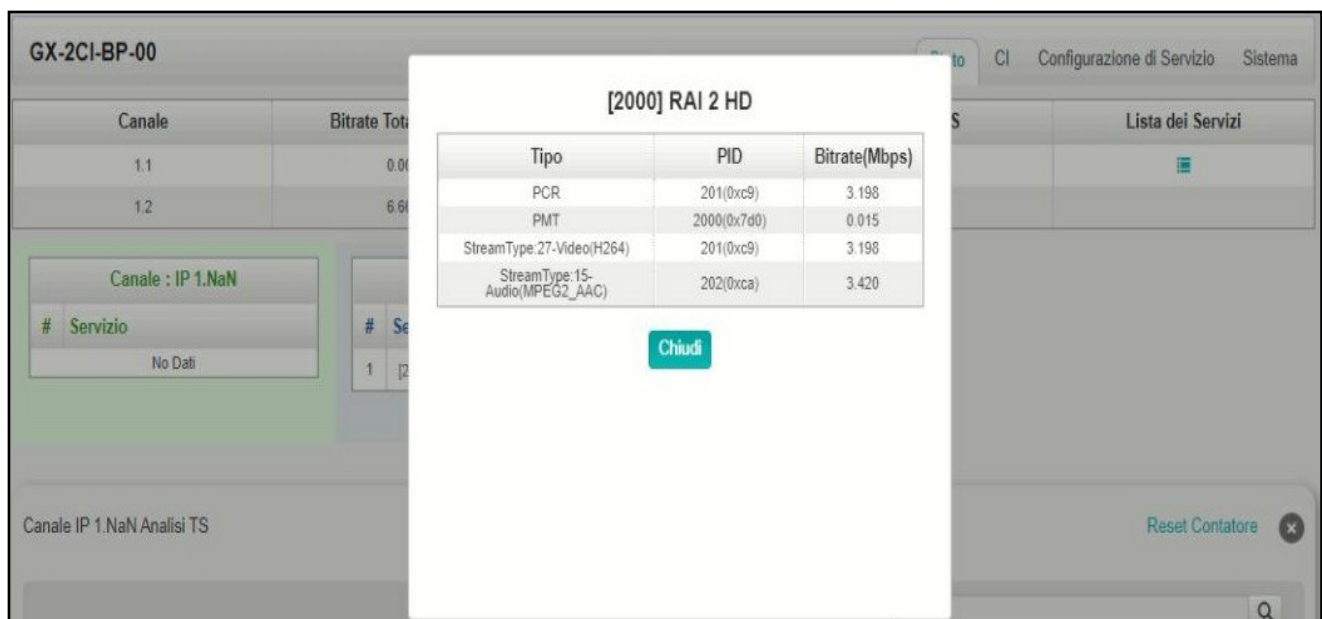 GX-2CI-BP-00
CI Configurazione di Servizio Sistema
Canale Bitrate Lista dei Servizi
1.1
1.2
[2000] RAI 2 HD
Tipo PID Bitrate(Mbps)
PCR 201(0xc9) 3.198
PMT 2000(0x7d0) 0.015
StreamType:27-Video(H264) 201(0xc9) 3.198
StreamType:15-
Audio(MPEG2_AAC) 202(0xca) 3.420
Chiudi
Canale : IP 1.NaN
# Servizio #
No Dati 1
Canale IP 1.NaN Analisi TS Reset Contatore